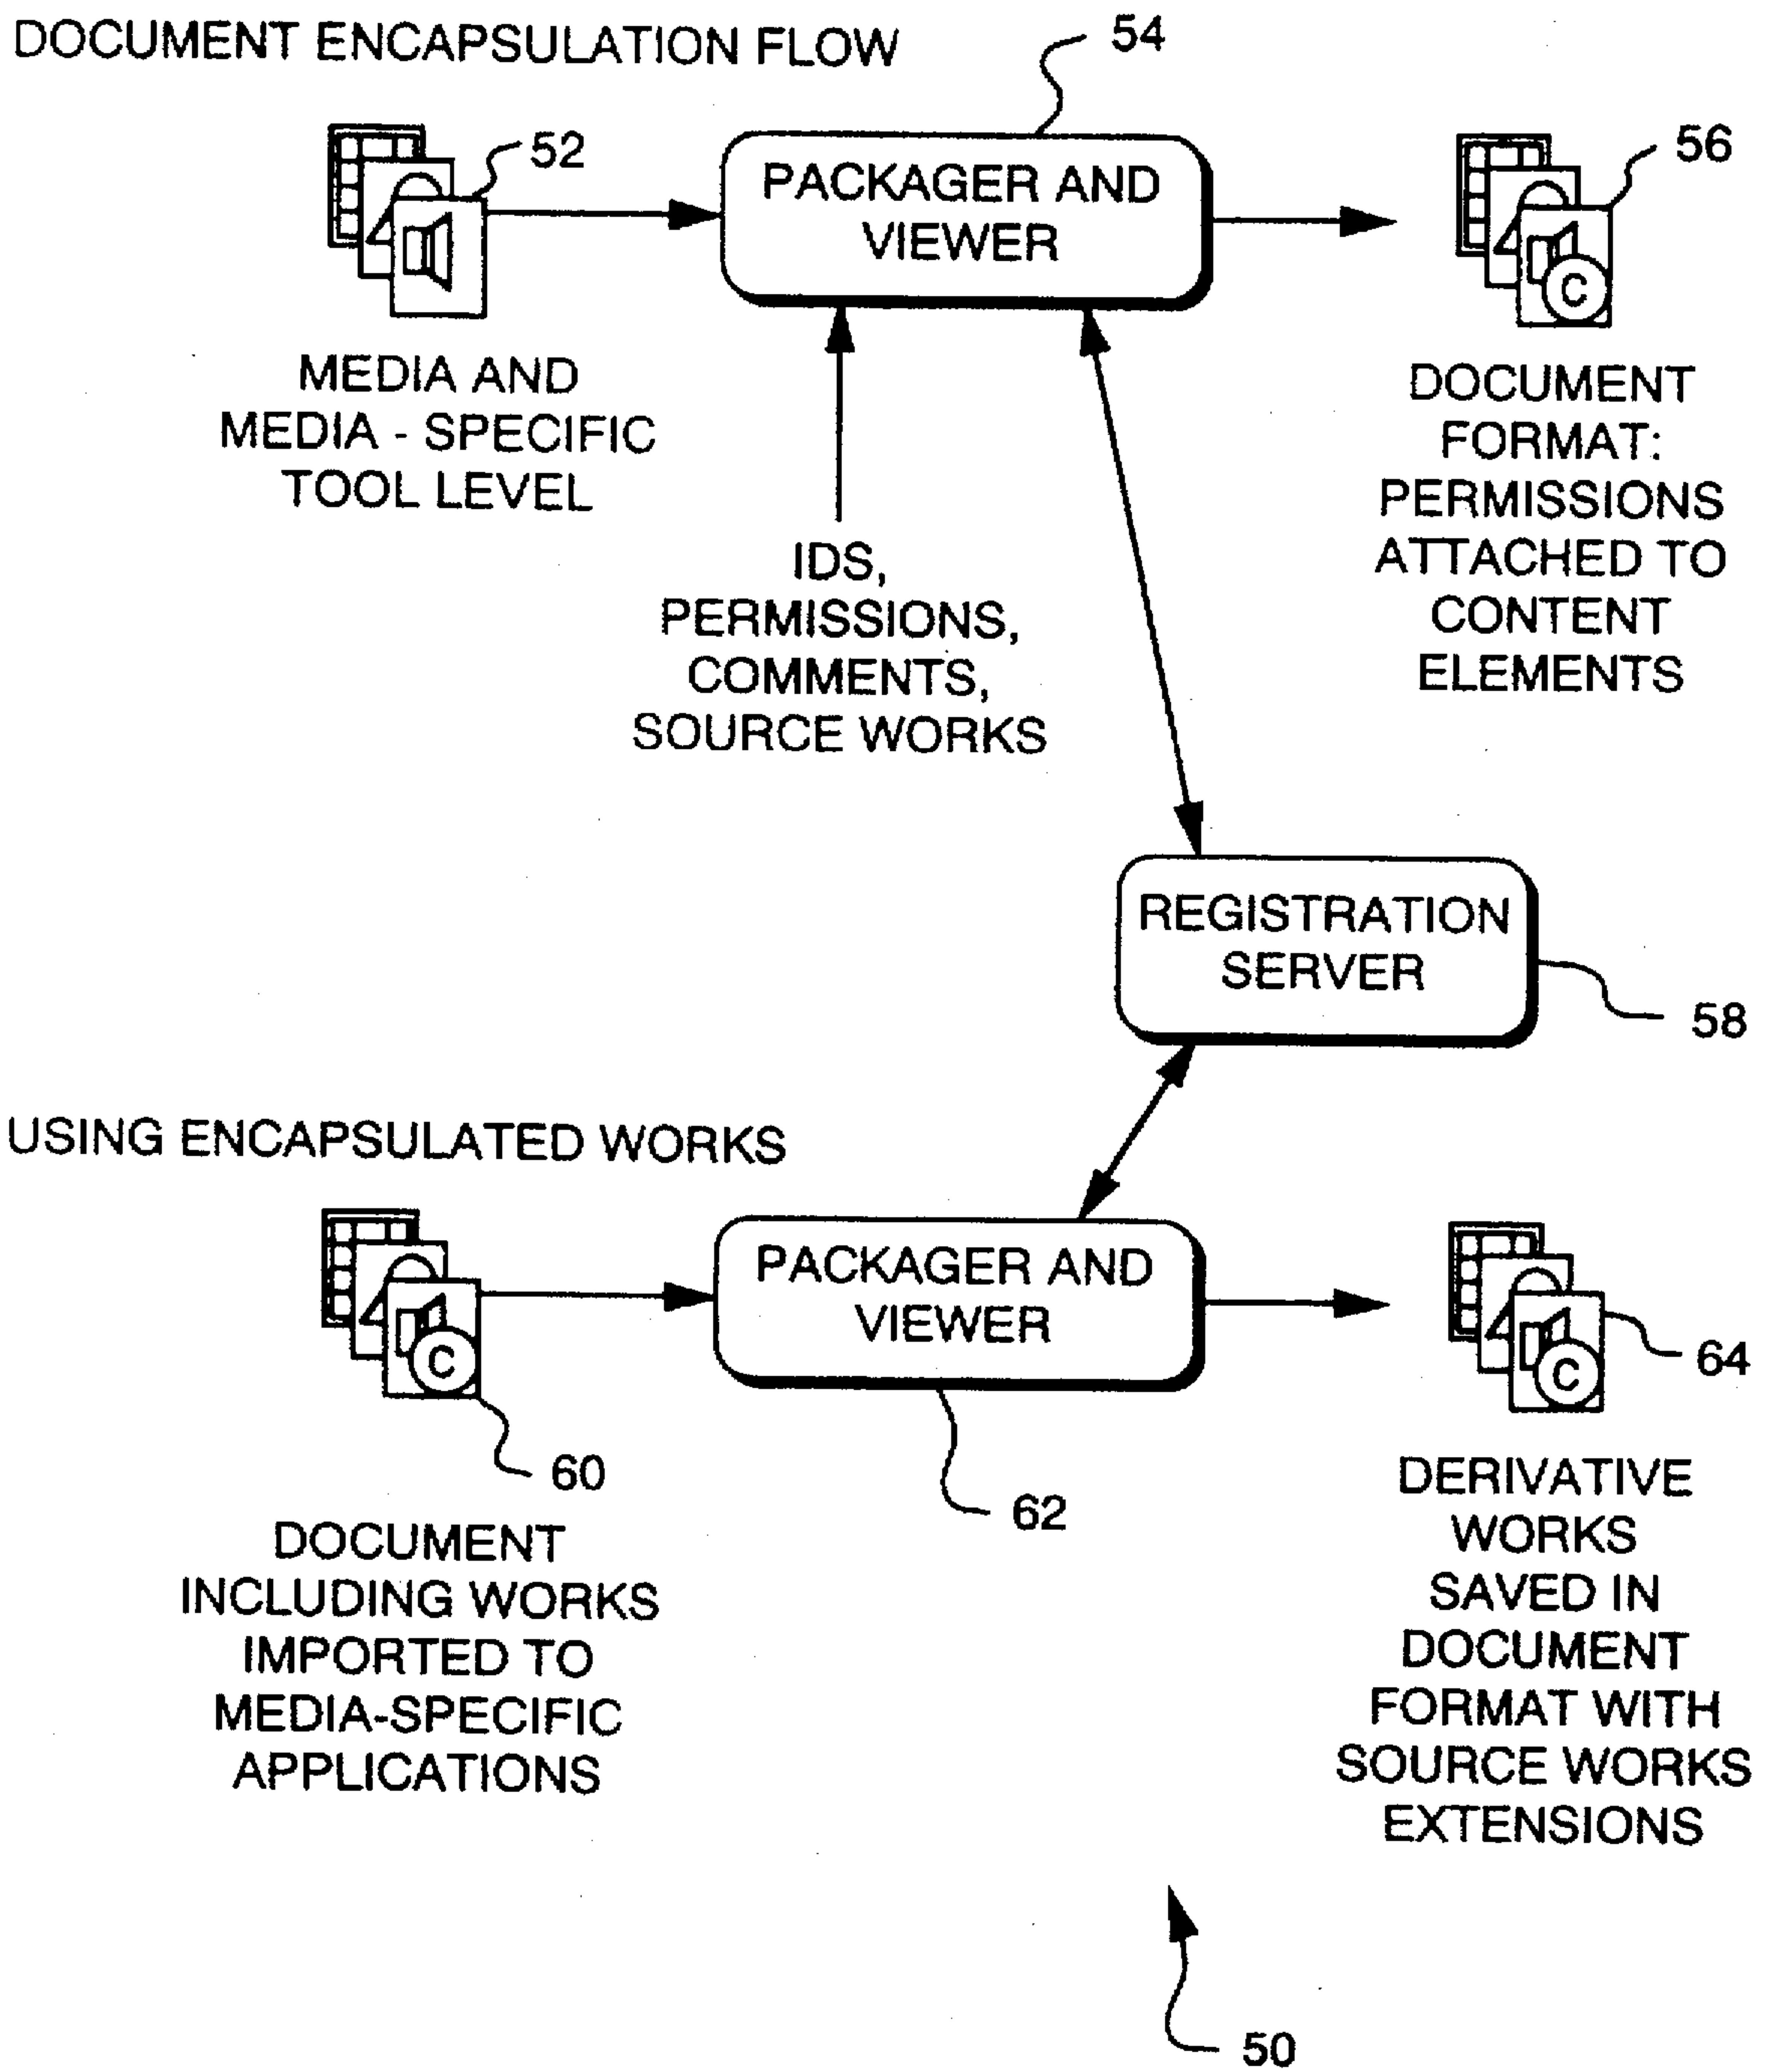 DOCUMENT ENCAPSULATION FLOW
54
52
56
PACKAGER AND
VIEWER
C
MEDIA AND
MEDIA - SPECIFIC
TOOL LEVEL
DOCUMENT
FORMAT:
PERMISSIONS
ATTACHED TO
CONTENT
ELEMENTS
IDS,
PERMISSIONS,
COMMENTS,
SOURCE WORKS
REGISTRATION
SERVER
58
USING ENCAPSULATED WORKS
PACKAGER AND
VIEWER
C
C
60
62
64
DOCUMENT
INCLUDING WORKS
IMPORTED TO
MEDIA-SPECIFIC
APPLICATIONS
DERIVATIVE
WORKS
SAVED IN
DOCUMENT
FORMAT WITH
SOURCE WORKS
EXTENSIONS
50